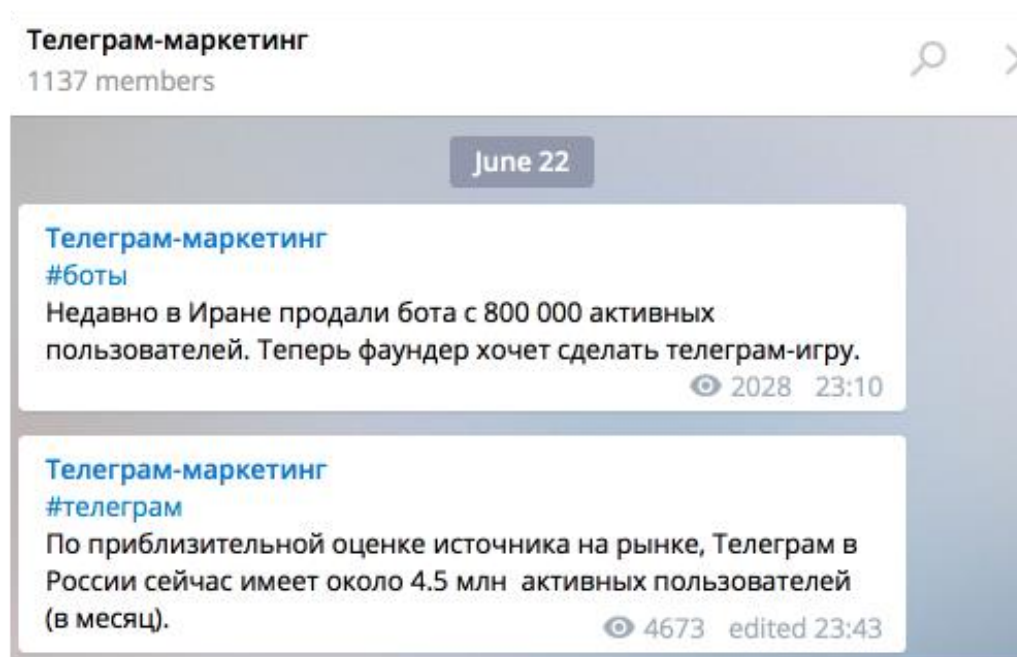 Телеграм-маркетинг
1137 members
June 22
Телеграм-маркетинг
#боты
Недавно в Иране продали бота с 800 000 активных
пользователей. Теперь фаундер хочет сделать телеграм-игру.
2028 23:10
Телеграм-маркетинг
#телеграм
По приблизительной оценке источника на рынке, Телеграм в
России сейчас имеет около 4.5 млн  активных пользователей
(в месяц).
4673 edited 23:43